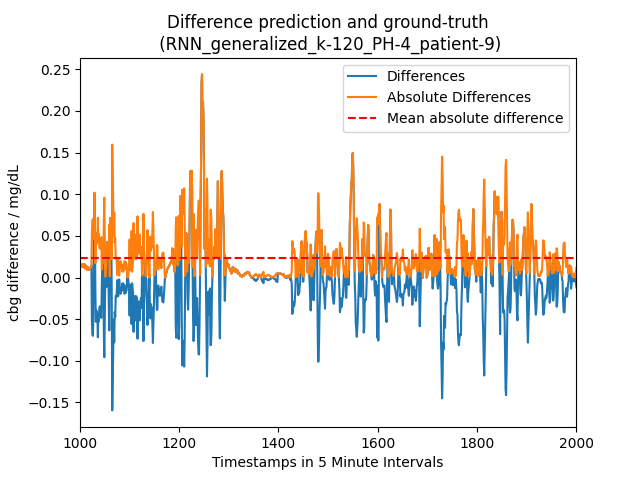 Difference prediction and ground-truth
(RNN_generalized_k-120_PH-4_patient-9)
Differences
Absolute Differences
Mean absolute difference
cbg difference / mg/dL
0.25
0.20
0.15
0.10
0.05
0.00
−0.05
−0.10
−0.15
1000 1200 1400 1600 1800 2000
Timestamps in 5 Minute Intervals